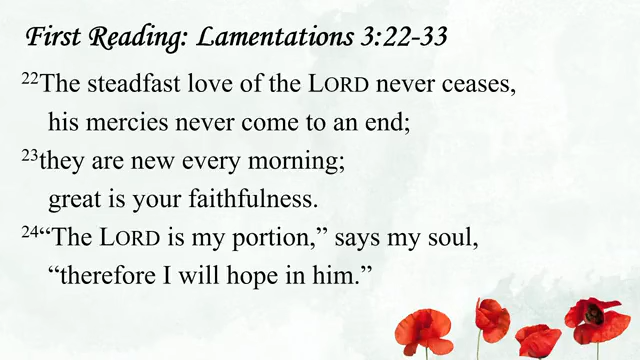 First Reading: Lamentations 3:22-33
²²The steadfast love of the LORD never ceases,
his mercies never come to an end;
²³they are new every morning;
great is your faithfulness.
²⁴“The LORD is my portion,” says my soul,
“therefore I will hope in him.”